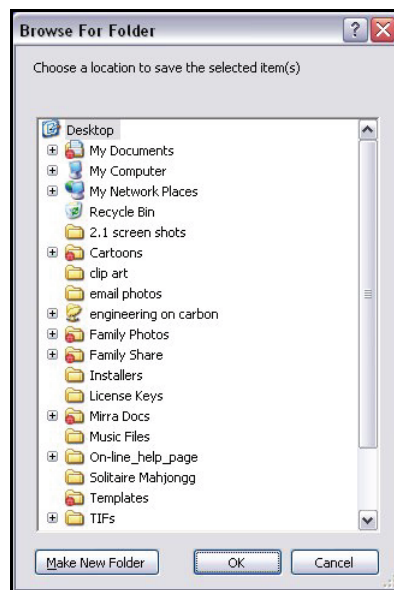 Browse For Folder
Choose a location to save the selected item(s)
Desktop
My Documents
My Computer
My Network Places
Recycle Bin
2.1 screen shots
Cartoons
clip art
email photos
engineering on carbon
Family Photos
Family Share
Installers
License Keys
Mirra Docs
Music Files
On-line_help_page
Solitaire Mahjongg
Templates
TIFs
Make New Folder OK Cancel